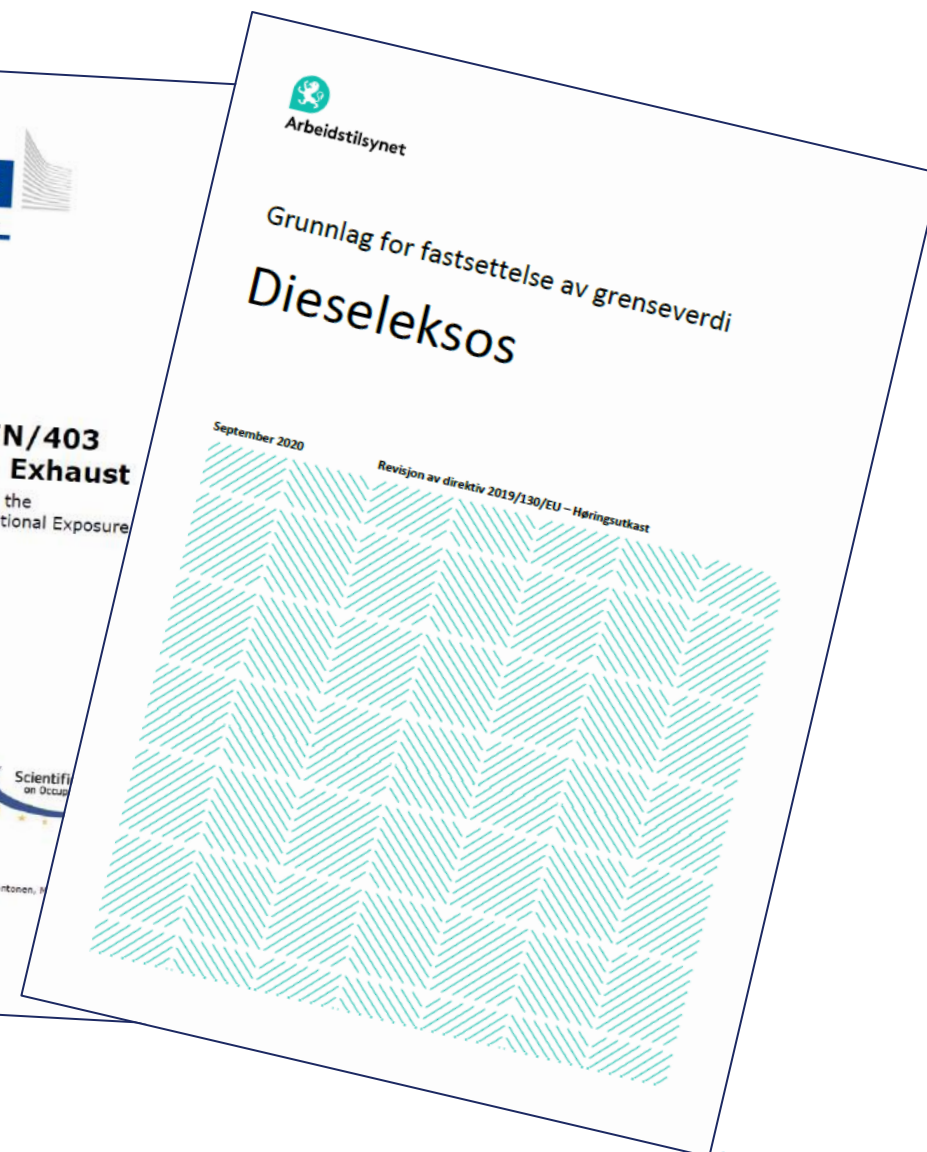 Arbeidstilsynet
Grunnlag for fastsettelse av grenseverdi
Dieseleksos
September 2020
Revisjon av direktiv 2019/130/EU – Høringsutkast
N/403
Exhaust
the
tional Exposure
Scientifi
on Occup
ntonen, M